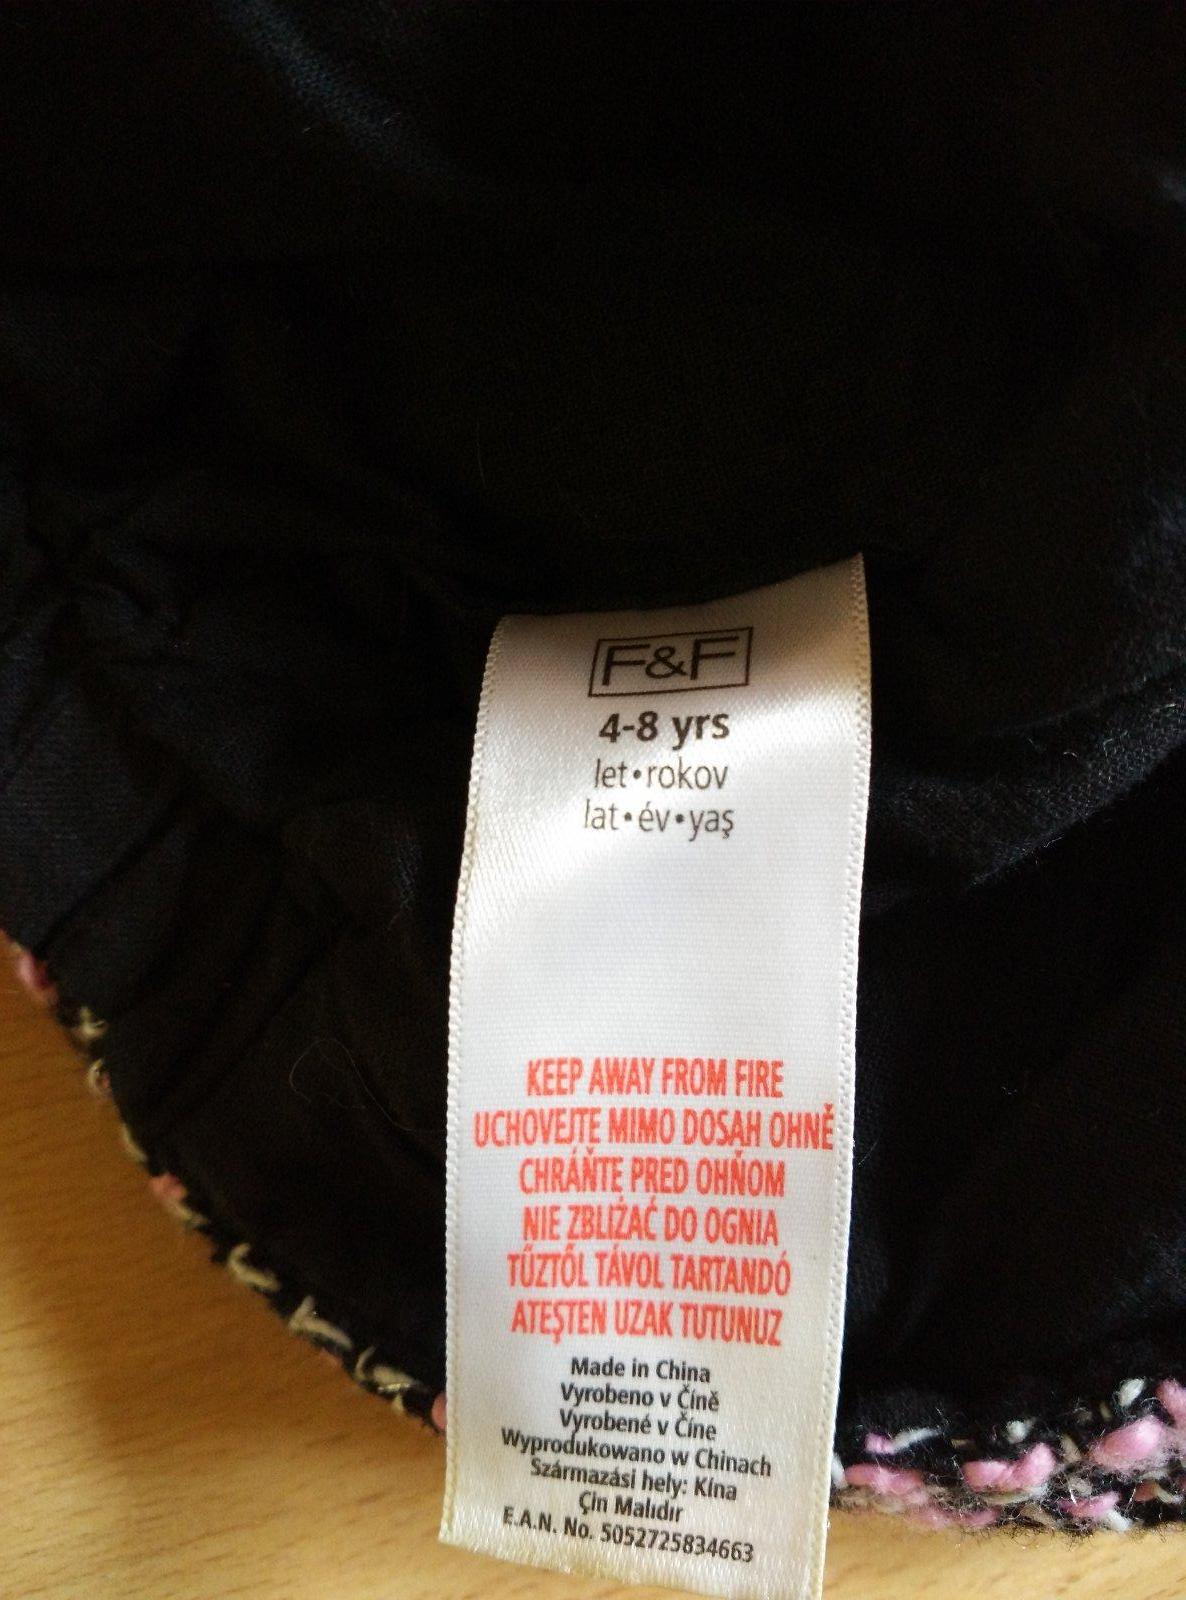 F&F
4-8 yrs
let•rokov
lat•év•yaş
KEEP AWAY FROM FIRE
UCHOVEJTE MIMO DOSAH OHNĚ
CHRÁŇTE PRED OHŇOM
NIE ZBLIŻAĆ DO OGNIA
TŰZTŐL TÁVOL TARTANDÓ
ATEŞTEN UZAK TUTUNUZ
Made in China
Vyrobeno v Číně
Vyrobené v Číne
Wyprodukowano w Chinach
Származási hely: Kína
Çin Malıdır
E.A.N. No. 5052725834663